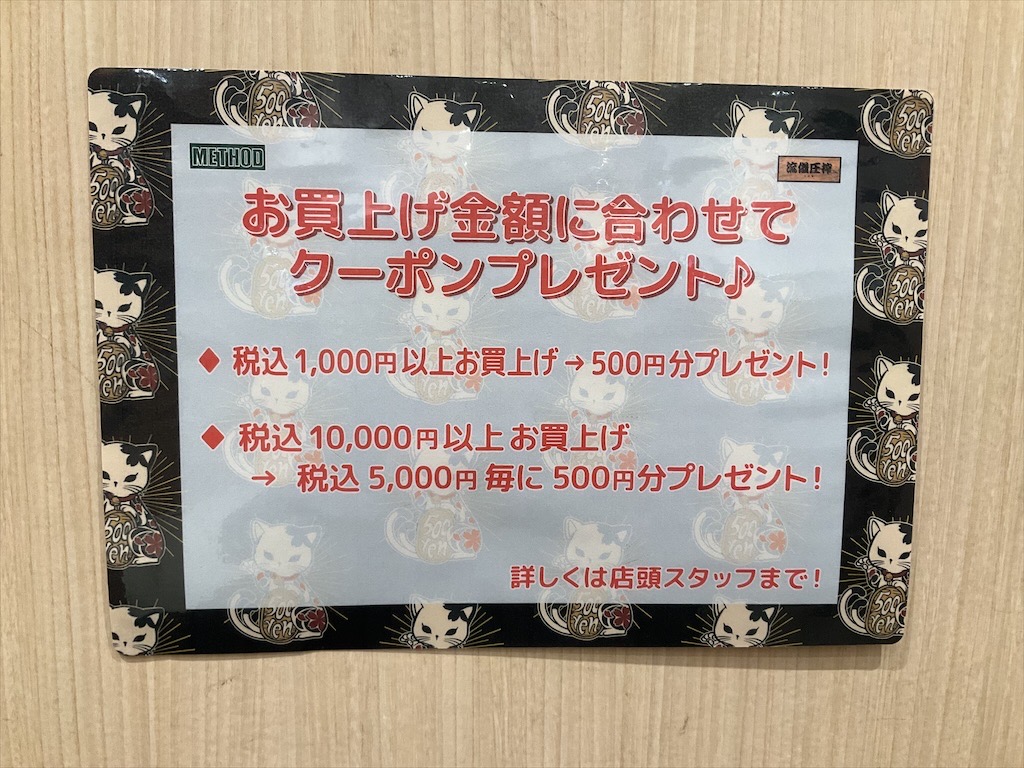 METHOD
流儀圧搾
お買上げ金額に合わせて
クーポンプレゼント♪
◆ 税込1,000円以上お買上げ→500円分プレゼント！
◆ 税込10,000円以上お買上げ
→ 税込5,000円毎に500円分プレゼント！
詳しくは店頭スタッフまで！
500
yen